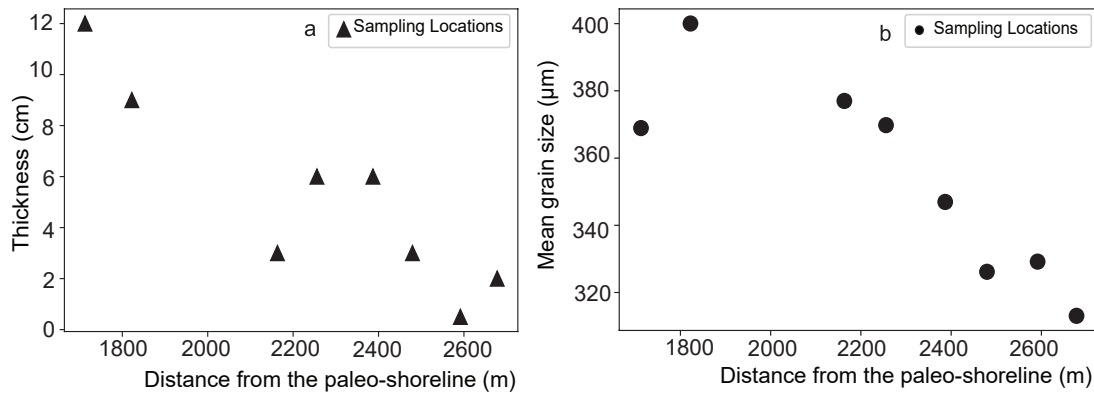 a
Sampling Locations
Thickness (cm)
12
10
8
6
4
2
0
1800 2000 2200 2400 2600
Distance from the paleo-shoreline (m)
b
Sampling Locations
Mean grain size (μm)
400
380
360
340
320
1800 2000 2200 2400 2600
Distance from the paleo-shoreline (m)